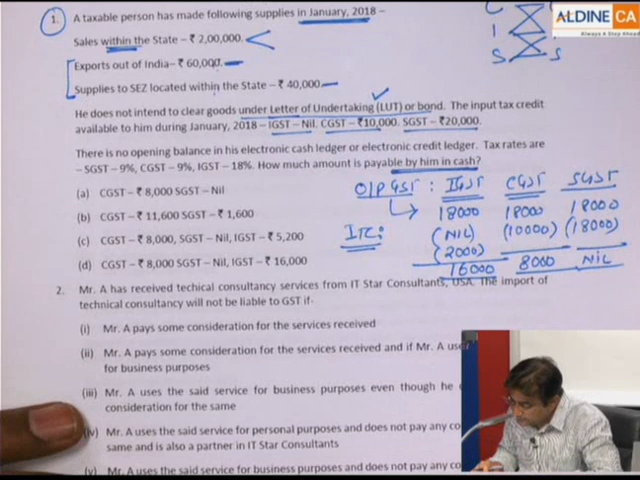 1. A taxable person has made following supplies in January, 2018 –
Sales within the State – ₹ 2,00,000.
Exports out of India– ₹ 60,000.
Supplies to SEZ located within the State – ₹ 40,000
He does not intend to clear goods under Letter of Undertaking (LUT) or bond. The input tax credit
available to him during January, 2018 – IGST – Nil, CGST – ₹10,000. SGST – ₹20,000.
There is no opening balance in his electronic cash ledger or electronic credit ledger. Tax rates are
– SGST – 9%, CGST – 9%, IGST – 18%. How much amount is payable by him in cash?
(a) CGST – ₹ 8,000 SGST – Nil
(b) CGST – ₹ 11,600 SGST – ₹ 1,600
(c) CGST – ₹ 8,000, SGST – Nil, IGST – ₹ 5,200
(d) CGST – ₹ 8,000 SGST – Nil, IGST – ₹ 16,000
O/P GST : IGST CGST SGST
18000 18000 18000
ITC: (NIL) (10000) (18000)
(2000)
16000 8000 NIL
2. Mr. A has received techical consultancy services from IT Star Consultants, USA. The import of
technical consultancy will not be liable to GST if-
(i) Mr. A pays some consideration for the services received
(ii) Mr. A pays some consideration for the services received and if Mr. A
for business purposes
(iii) Mr. A uses the said service for business purposes even though he
consideration for the same
(iv) Mr. A uses the said service for personal purposes and does not pay any
same and is also a partner in IT Star Consultants
(v) Mr. A uses the said service for business purposes and does not pay any
C
I
S S
ALDINE CA
Always A Step Ahead